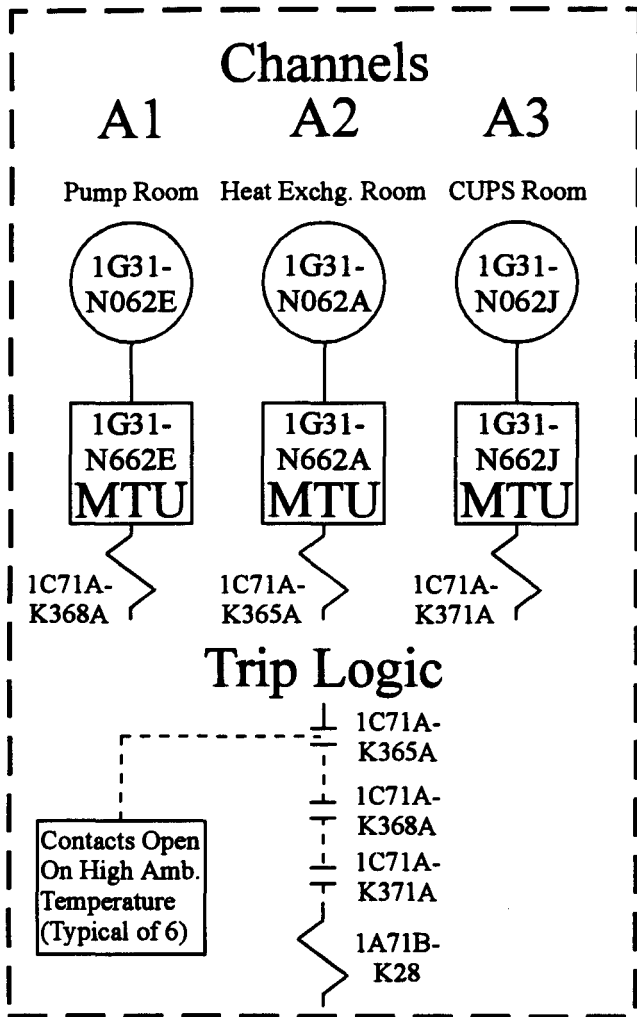 Channels
A1 A2 A3
Pump Room Heat Exchg. Room CUPS Room
1G31-
N062E
1G31-
N062A
1G31-
N062J
1G31-
N662E
MTU
1G31-
N662A
MTU
1G31-
N662J
MTU
1C71A-
K368A
1C71A-
K365A
1C71A-
K371A
Trip Logic
1C71A-
K365A
1C71A-
K368A
1C71A-
K371A
Contacts Open
On High Amb.
Temperature
(Typical of 6)
1A71B-
K28